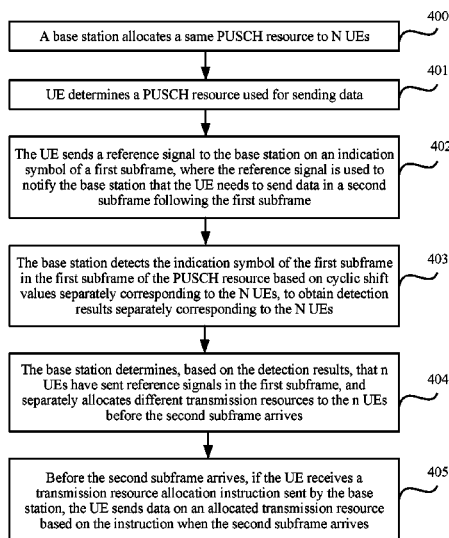 400
A base station allocates a same PUSCH resource to N UEs
401
UE determines a PUSCH resource used for sending data
402
The UE sends a reference signal to the base station on an indication
symbol of a first subframe, where the reference signal is used to
notify the base station that the UE needs to send data in a second
subframe following the first subframe
403
The base station detects the indication symbol of the first subframe
in the first subframe of the PUSCH resource based on cyclic shift
values separately corresponding to the N UEs, to obtain detection
results separately corresponding to the N UEs
404
The base station determines, based on the detection results, that n
UEs have sent reference signals in the first subframe, and
separately allocates different transmission resources to the n UEs
before the second subframe arrives
405
Before the second subframe arrives, if the UE receives a
transmission resource allocation instruction sent by the base
station, the UE sends data on an allocated transmission resource
based on the instruction when the second subframe arrives